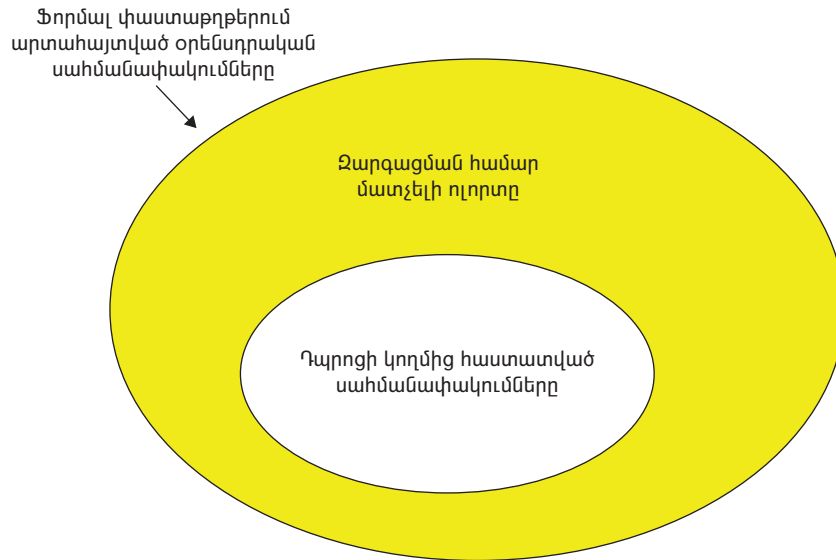 Ֆորմալ փաստաթղթերում
արտահայտված օրենսդրական
սահմանափակումները
Զարգացման համար
մատչելի ոլորտը
Դպրոցի կողմից հաստատված
սահմանափակումները